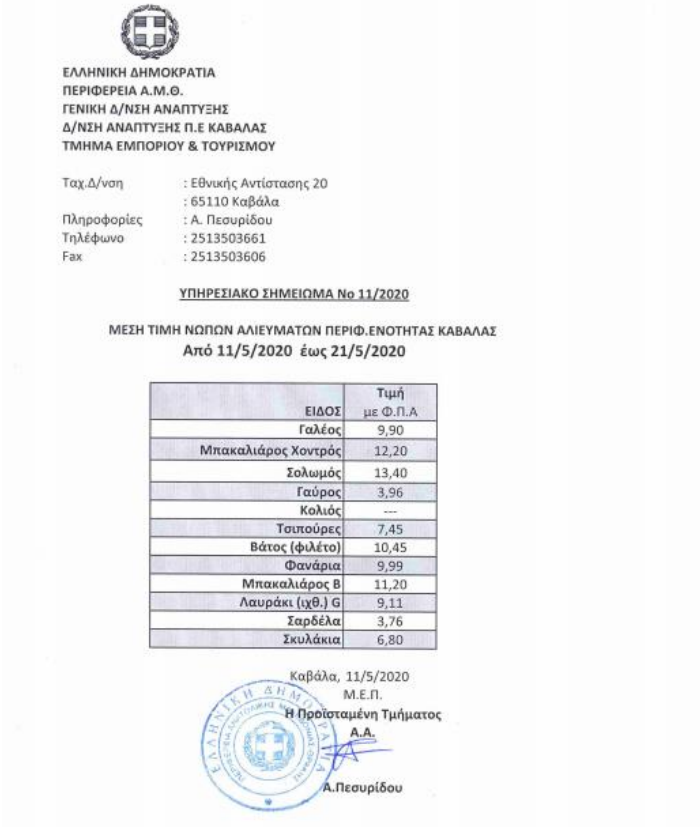 ΕΛΛΗΝΙΚΗ ΔΗΜΟΚΡΑΤΙΑ
ΠΕΡΙΦΕΡΕΙΑ Α.Μ.Θ.
ΓΕΝΙΚΗ Δ/ΝΣΗ ΑΝΑΠΤΥΞΗΣ
Δ/ΝΣΗ ΑΝΑΠΤΥΞΗΣ Π.Ε ΚΑΒΑΛΑΣ
ΤΜΗΜΑ ΕΜΠΟΡΙΟΥ & ΤΟΥΡΙΣΜΟΥ
Ταχ.Δ/νση : Εθνικής Αντίστασης 20
: 65110 Καβάλα
Πληροφορίες : Α. Πεσυρίδου
Τηλέφωνο : 2513503661
Fax : 2513503606
ΥΠΗΡΕΣΙΑΚΟ ΣΗΜΕΙΩΜΑ Νο 11/2020
ΜΕΣΗ ΤΙΜΗ ΝΩΠΩΝ ΑΛΙΕΥΜΑΤΩΝ ΠΕΡΙΦ.ΕΝΟΤΗΤΑΣ ΚΑΒΑΛΑΣ
Από 11/5/2020 έως 21/5/2020
Τιμή
ΕΙΔΟΣ με Φ.Π.Α
Γαλέος 9,90
Μπακαλιάρος Χοντρός 12,20
Σολωμός 13,40
Γαύρος 3,96
Κολιός ---
Τσιπούρες 7,45
Βάτος (φιλέτο) 10,45
Φανάρια 9,99
Μπακαλιάρος Β 11,20
Λαυράκι (ιχθ.) G 9,11
Σαρδέλα 3,76
Σκυλάκια 6,80
Καβάλα, 11/5/2020
Μ.Ε.Π.
Η Προϊσταμένη Τμήματος
Α.Α.
Α.Πεσυρίδου
ΕΛΛΗΝΙΚΗ ΔΗΜΟΚΡΑΤΙΑ